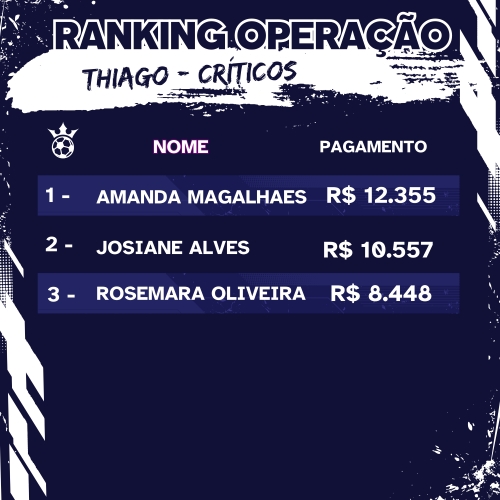 RANKING OPERAÇÃO
THIAGO - CRÍTICOS
NOME PAGAMENTO
1 - AMANDA MAGALHAES R$ 12.355
2 - JOSIANE ALVES R$ 10.557
3 - ROSEMARA OLIVEIRA R$ 8.448